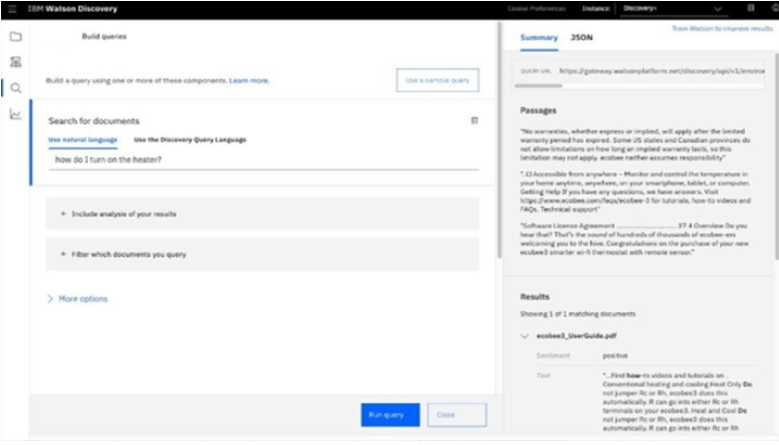 IBM Watson Discovery
Cookie Preferences
Instance:
Discovery-
Build queries
Build a query using one or more of these components. Learn more.
Use a sample query
Search for documents
Use natural language
Use the Discovery Query Language
how do I turn on the heater?
+ Include analysis of your results
+ Filter which documents you query
More options
Run query
Close
Train Watson to improve results
Summary
JSON
QUERY URL
https://gateway.watsonplatform.net/discovery/api/v1/enviro
Passages
"No warranties, whether express or implied, will apply after the limited
warranty period has expired. Some US states and Canadian provinces do
not allow limitations on how long an implied warranty lasts, so this
limitation may not apply. ecobee neither assumes responsibility"
Accessible from anywhere – Monitor and control the temperature in
your home anytime, anywhere, on your smartphone, tablet, or computer.
Getting Help If you have any questions, we have answers. Visit
https://www.ecobee.com/faqs/ecobee-3 for tutorials, how-to videos and
FAQs. Technical support"
"Software License Agreement ............................ 37 4 Overview Do you
hear that? That's the sound of hundreds of thousands of ecobee-ers
welcoming you to the hive. Congratulations on the purchase of your new
ecobee3 smarter wi-fi thermostat with remote sensor."
Results
Showing 1 of 1 matching documents
ecobee3_UserGuide.pdf
Sentiment
positive
Text
"...Find how-to videos and tutorials on .
Conventional heating and cooling Heat Only Do
not jumper Rc or Rh, ecobee3 does this
automatically. R can go into either Rc or Rh
terminals on your ecobee3. Heat and Cool Do
not jumper Rc or Rh, ecobee3 does this
automatically. R can go into either Rc or Rh